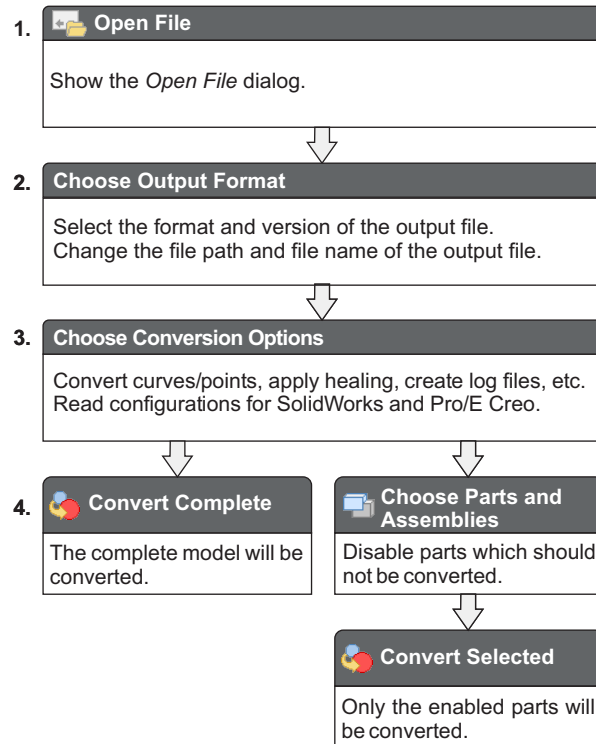 1. Open File
Show the Open File dialog.
2. Choose Output Format
Select the format and version of the output file.
Change the file path and file name of the output file.
3. Choose Conversion Options
Convert curves/points, apply healing, create log files, etc.
Read configurations for SolidWorks and Pro/E Creo.
4. Convert Complete
The complete model will be
converted.
Choose Parts and
Assemblies
Disable parts which should
not be converted.
Convert Selected
Only the enabled parts will
be converted.